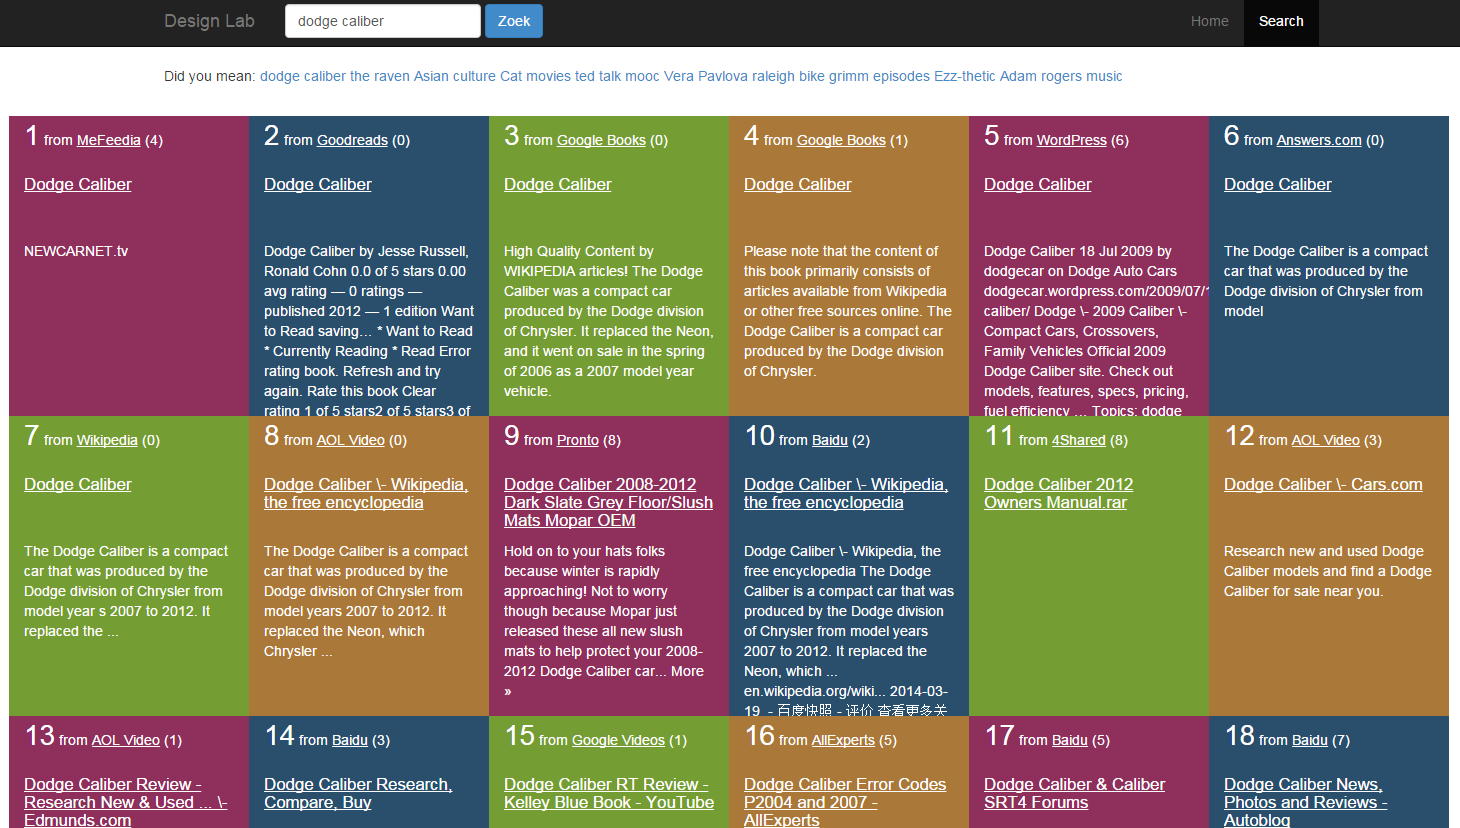 Design Lab dodge caliber Zoek Home Search
Did you mean: dodge caliber the raven Asian culture Cat movies ted talk mooc Vera Pavlova raleigh bike grimm episodes Ezz-thetic Adam rogers music
1 from MeFeedia (4)
Dodge Caliber
NEWCARNET.tv
2 from Goodreads (0)
Dodge Caliber
Dodge Caliber by Jesse Russell,
Ronald Cohn 0.0 of 5 stars 0.00
avg rating — 0 ratings —
published 2012 — 1 edition Want
to Read saving… * Want to Read
* Currently Reading * Read Error
rating book. Refresh and try
again. Rate this book Clear
rating 1 of 5 stars2 of 5 stars3 of
3 from Google Books (0)
Dodge Caliber
High Quality Content by
WIKIPEDIA articles! The Dodge
Caliber was a compact car
produced by the Dodge division
of Chrysler. It replaced the Neon,
and it went on sale in the spring
of 2006 as a 2007 model year
vehicle.
4 from Google Books (1)
Dodge Caliber
Please note that the content of
this book primarily consists of
articles available from Wikipedia
or other free sources online. The
Dodge Caliber is a compact car
produced by the Dodge division
of Chrysler.
5 from WordPress (6)
Dodge Caliber
Dodge Caliber 18 Jul 2009 by
dodgecar on Dodge Auto Cars
dodgecar.wordpress.com/2009/07/1
caliber/ Dodge \- 2009 Caliber \-
Compact Cars, Crossovers,
Family Vehicles Official 2009
Dodge Caliber site. Check out
models, features, specs, pricing,
fuel efficiency ... Topics: dodge
6 from Answers.com (0)
Dodge Caliber
The Dodge Caliber is a compact
car that was produced by the
Dodge division of Chrysler from
model
7 from Wikipedia (0)
Dodge Caliber
The Dodge Caliber is a compact
car that was produced by the
Dodge division of Chrysler from
model year s 2007 to 2012. It
replaced the ...
8 from AOL Video (0)
Dodge Caliber \- Wikipedia,
the free encyclopedia
The Dodge Caliber is a compact
car that was produced by the
Dodge division of Chrysler from
model years 2007 to 2012. It
replaced the Neon, which
Chrysler ...
9 from Pronto (8)
Dodge Caliber 2008-2012
Dark Slate Grey Floor/Slush
Mats Mopar OEM
Hold on to your hats folks
because winter is rapidly
approaching! Not to worry
though because Mopar just
released these all new slush
mats to help protect your 2008-
2012 Dodge Caliber car... More
»
10 from Baidu (2)
Dodge Caliber \- Wikipedia,
the free encyclopedia
Dodge Caliber \- Wikipedia, the
free encyclopedia The Dodge
Caliber is a compact car that was
produced by the Dodge division
of Chrysler from model years
2007 to 2012. It replaced the
Neon, which ...
en.wikipedia.org/wiki... 2014-03-
19 - 百度快照 - 评价 查看更多关
11 from 4Shared (8)
Dodge Caliber 2012
Owners Manual.rar
12 from AOL Video (3)
Dodge Caliber \- Cars.com
Research new and used Dodge
Caliber models and find a Dodge
Caliber for sale near you.
13 from AOL Video (1)
Dodge Caliber Review -
Research New & Used ... \-
Edmunds.com
14 from Baidu (3)
Dodge Caliber Research,
Compare, Buy
15 from Google Videos (1)
Dodge Caliber RT Review -
Kelley Blue Book - YouTube
16 from AllExperts (5)
Dodge Caliber Error Codes
P2004 and 2007 -
AllExperts
17 from Baidu (5)
Dodge Caliber & Caliber
SRT4 Forums
18 from Baidu (7)
Dodge Caliber News,
Photos and Reviews -
Autoblog